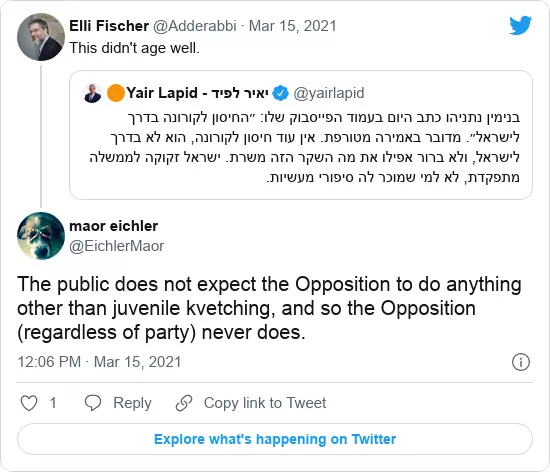 Elli Fischer @Adderabbi · Mar 15, 2021
This didn't age well.
Yair Lapid - יאיר לפיד @yairlapid
בנימין נתניהו כתב היום בעמוד הפייסבוק שלו: ״החיסון לקורונה בדרך
לישראל״. מדובר באמירה מטורפת. אין עוד חיסון לקורונה, הוא לא בדרך
לישראל, ולא ברור אפילו את מה השקר הזה משרת. ישראל זקוקה לממשלה
מתפקדת, לא למי שמוכר לה סיפורי מעשיות.
maor eichler
@EichlerMaor
The public does not expect the Opposition to do anything
other than juvenile kvetching, and so the Opposition
(regardless of party) never does.
12:06 PM · Mar 15, 2021
1 Reply Copy link to Tweet
Explore what's happening on Twitter